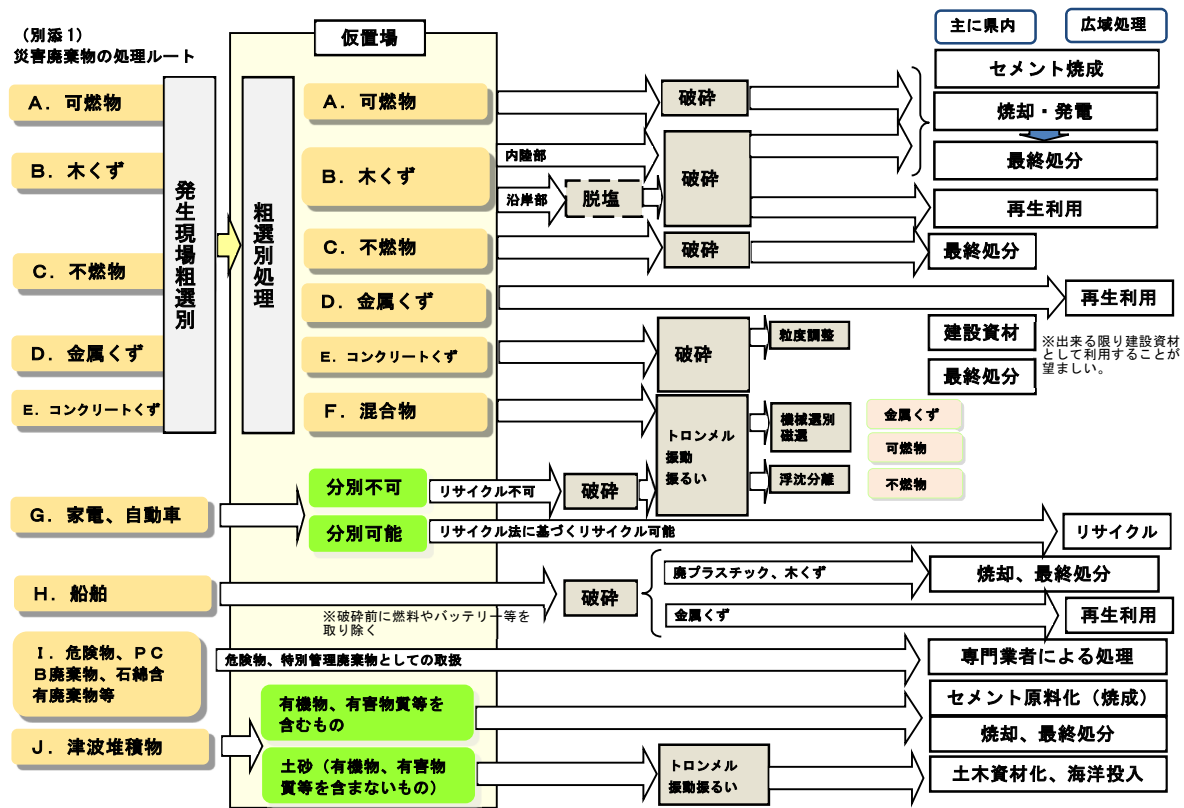 （別添１）
災害廃棄物の処理ルート
仮置場
主に県内
広域処理
Ａ．可燃物
Ｂ．木くず
Ｃ．不燃物
Ｄ．金属くず
Ｅ．コンクリートくず
発生現場粗選別
粗選別処理
Ａ．可燃物
破砕
セメント焼成
焼却・発電
最終処分
Ｂ．木くず
内陸部
沿岸部
脱塩
破砕
再生利用
Ｃ．不燃物
破砕
最終処分
Ｄ．金属くず
再生利用
Ｅ．コンクリートくず
破砕
粒度調整
建設資材
※出来る限り建設資材
として利用することが
望ましい。
最終処分
Ｆ．混合物
トロンメル
振動
振るい
機械選別
磁選
浮沈分離
金属くず
可燃物
不燃物
Ｇ．家電、自動車
分別不可
リサイクル不可
破砕
分別可能
リサイクル法に基づくリサイクル可能
リサイクル
Ｈ．船舶
※破砕前に燃料やバッテリー等を
取り除く
破砕
廃プラスチック、木くず
焼却、最終処分
金属くず
再生利用
Ｉ．危険物、ＰＣ
Ｂ廃棄物、石綿含
有廃棄物等
危険物、特別管理廃棄物としての取扱
専門業者による処理
Ｊ．津波堆積物
有機物、有害物質等を
含むもの
セメント原料化（焼成）
焼却、最終処分
土砂（有機物、有害物
質等を含まないもの）
トロンメル
振動振るい
土木資材化、海洋投入